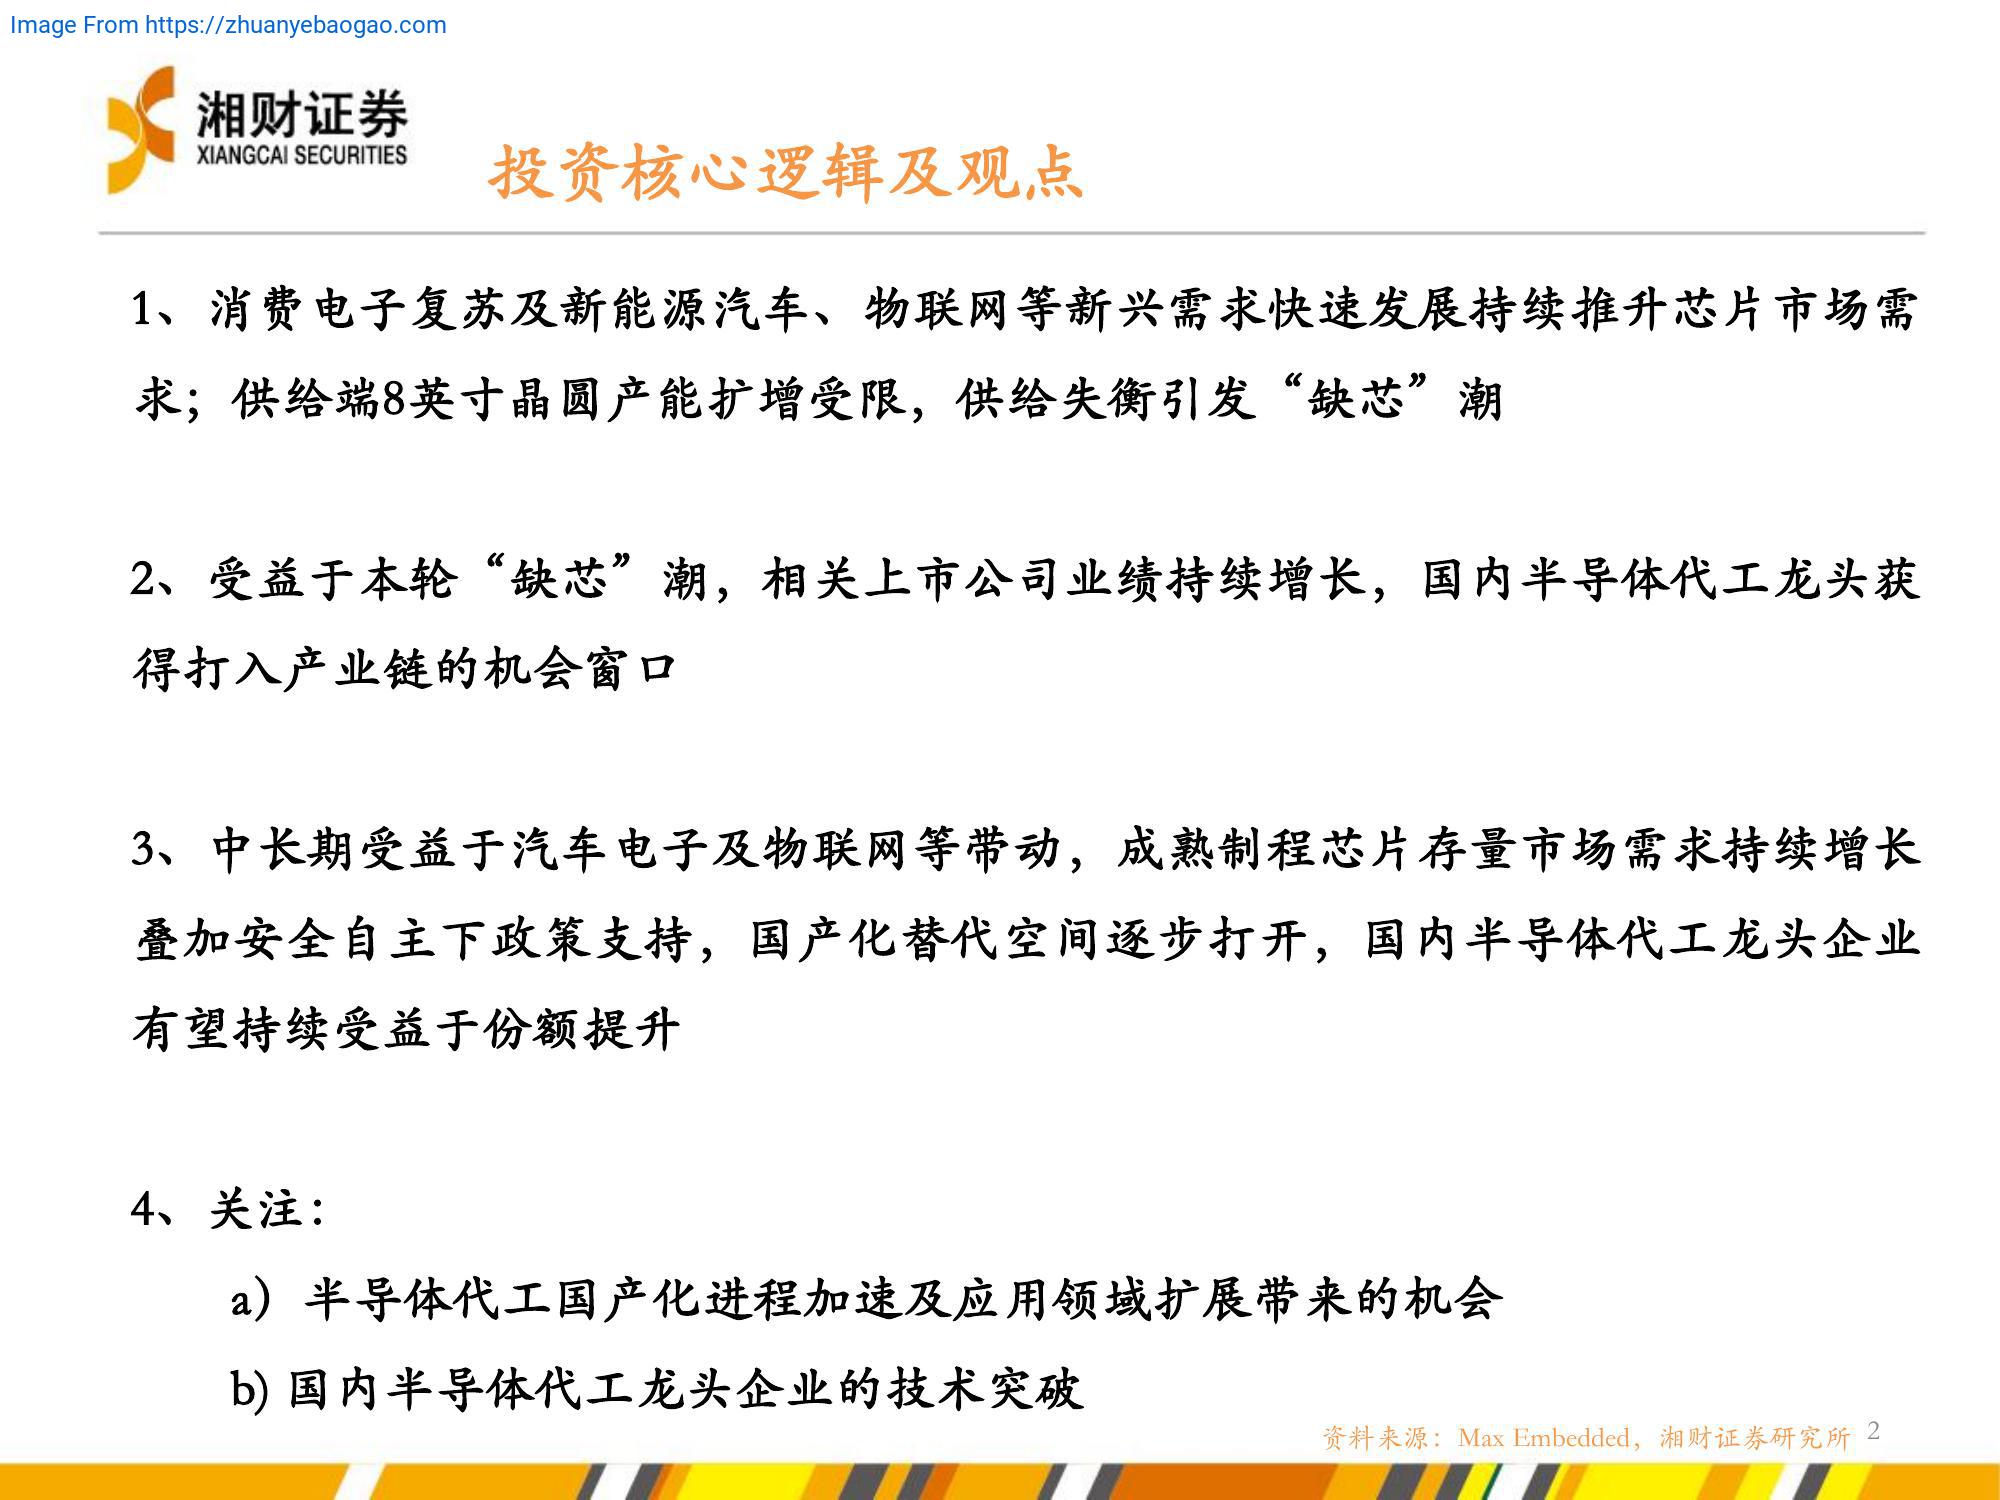 Image From https://zhuanyebaogao.com
湘财证券
XIANGCAI SECURITIES
投资核心逻辑及观点
1、消费电子复苏及新能源汽车、物联网等新兴需求快速发展持续推升芯片市场需
求；供给端8英寸晶圆产能扩增受限，供给失衡引发“缺芯”潮
2、受益于本轮“缺芯”潮，相关上市公司业绩持续增长，国内半导体代工龙头获
得打入产业链的机会窗口
3、中长期受益于汽车电子及物联网等带动，成熟制程芯片存量市场需求持续增长
叠加安全自主下政策支持，国产化替代空间逐步打开，国内半导体代工龙头企业
有望持续受益于份额提升
4、关注：
a）半导体代工国产化进程加速及应用领域扩展带来的机会
b) 国内半导体代工龙头企业的技术突破
资料来源：Max Embedded，湘财证券研究所 2